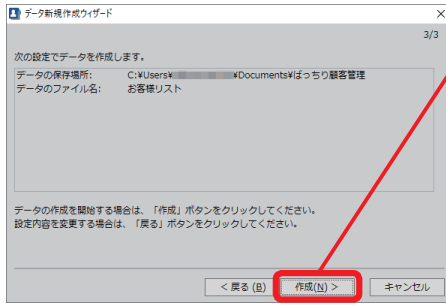 データ新規作成ウィザード
3/3
次の設定でデータを作成します。
データの保存場所: C:¥Users¥ ¥Documents¥ばっちり顧客管理
データのファイル名: お客様リスト
データの作成を開始する場合は、「作成」ボタンをクリックしてください。
設定内容を変更する場合は、「戻る」ボタンをクリックしてください。
< 戻る (B) 作成(N) > キャンセル